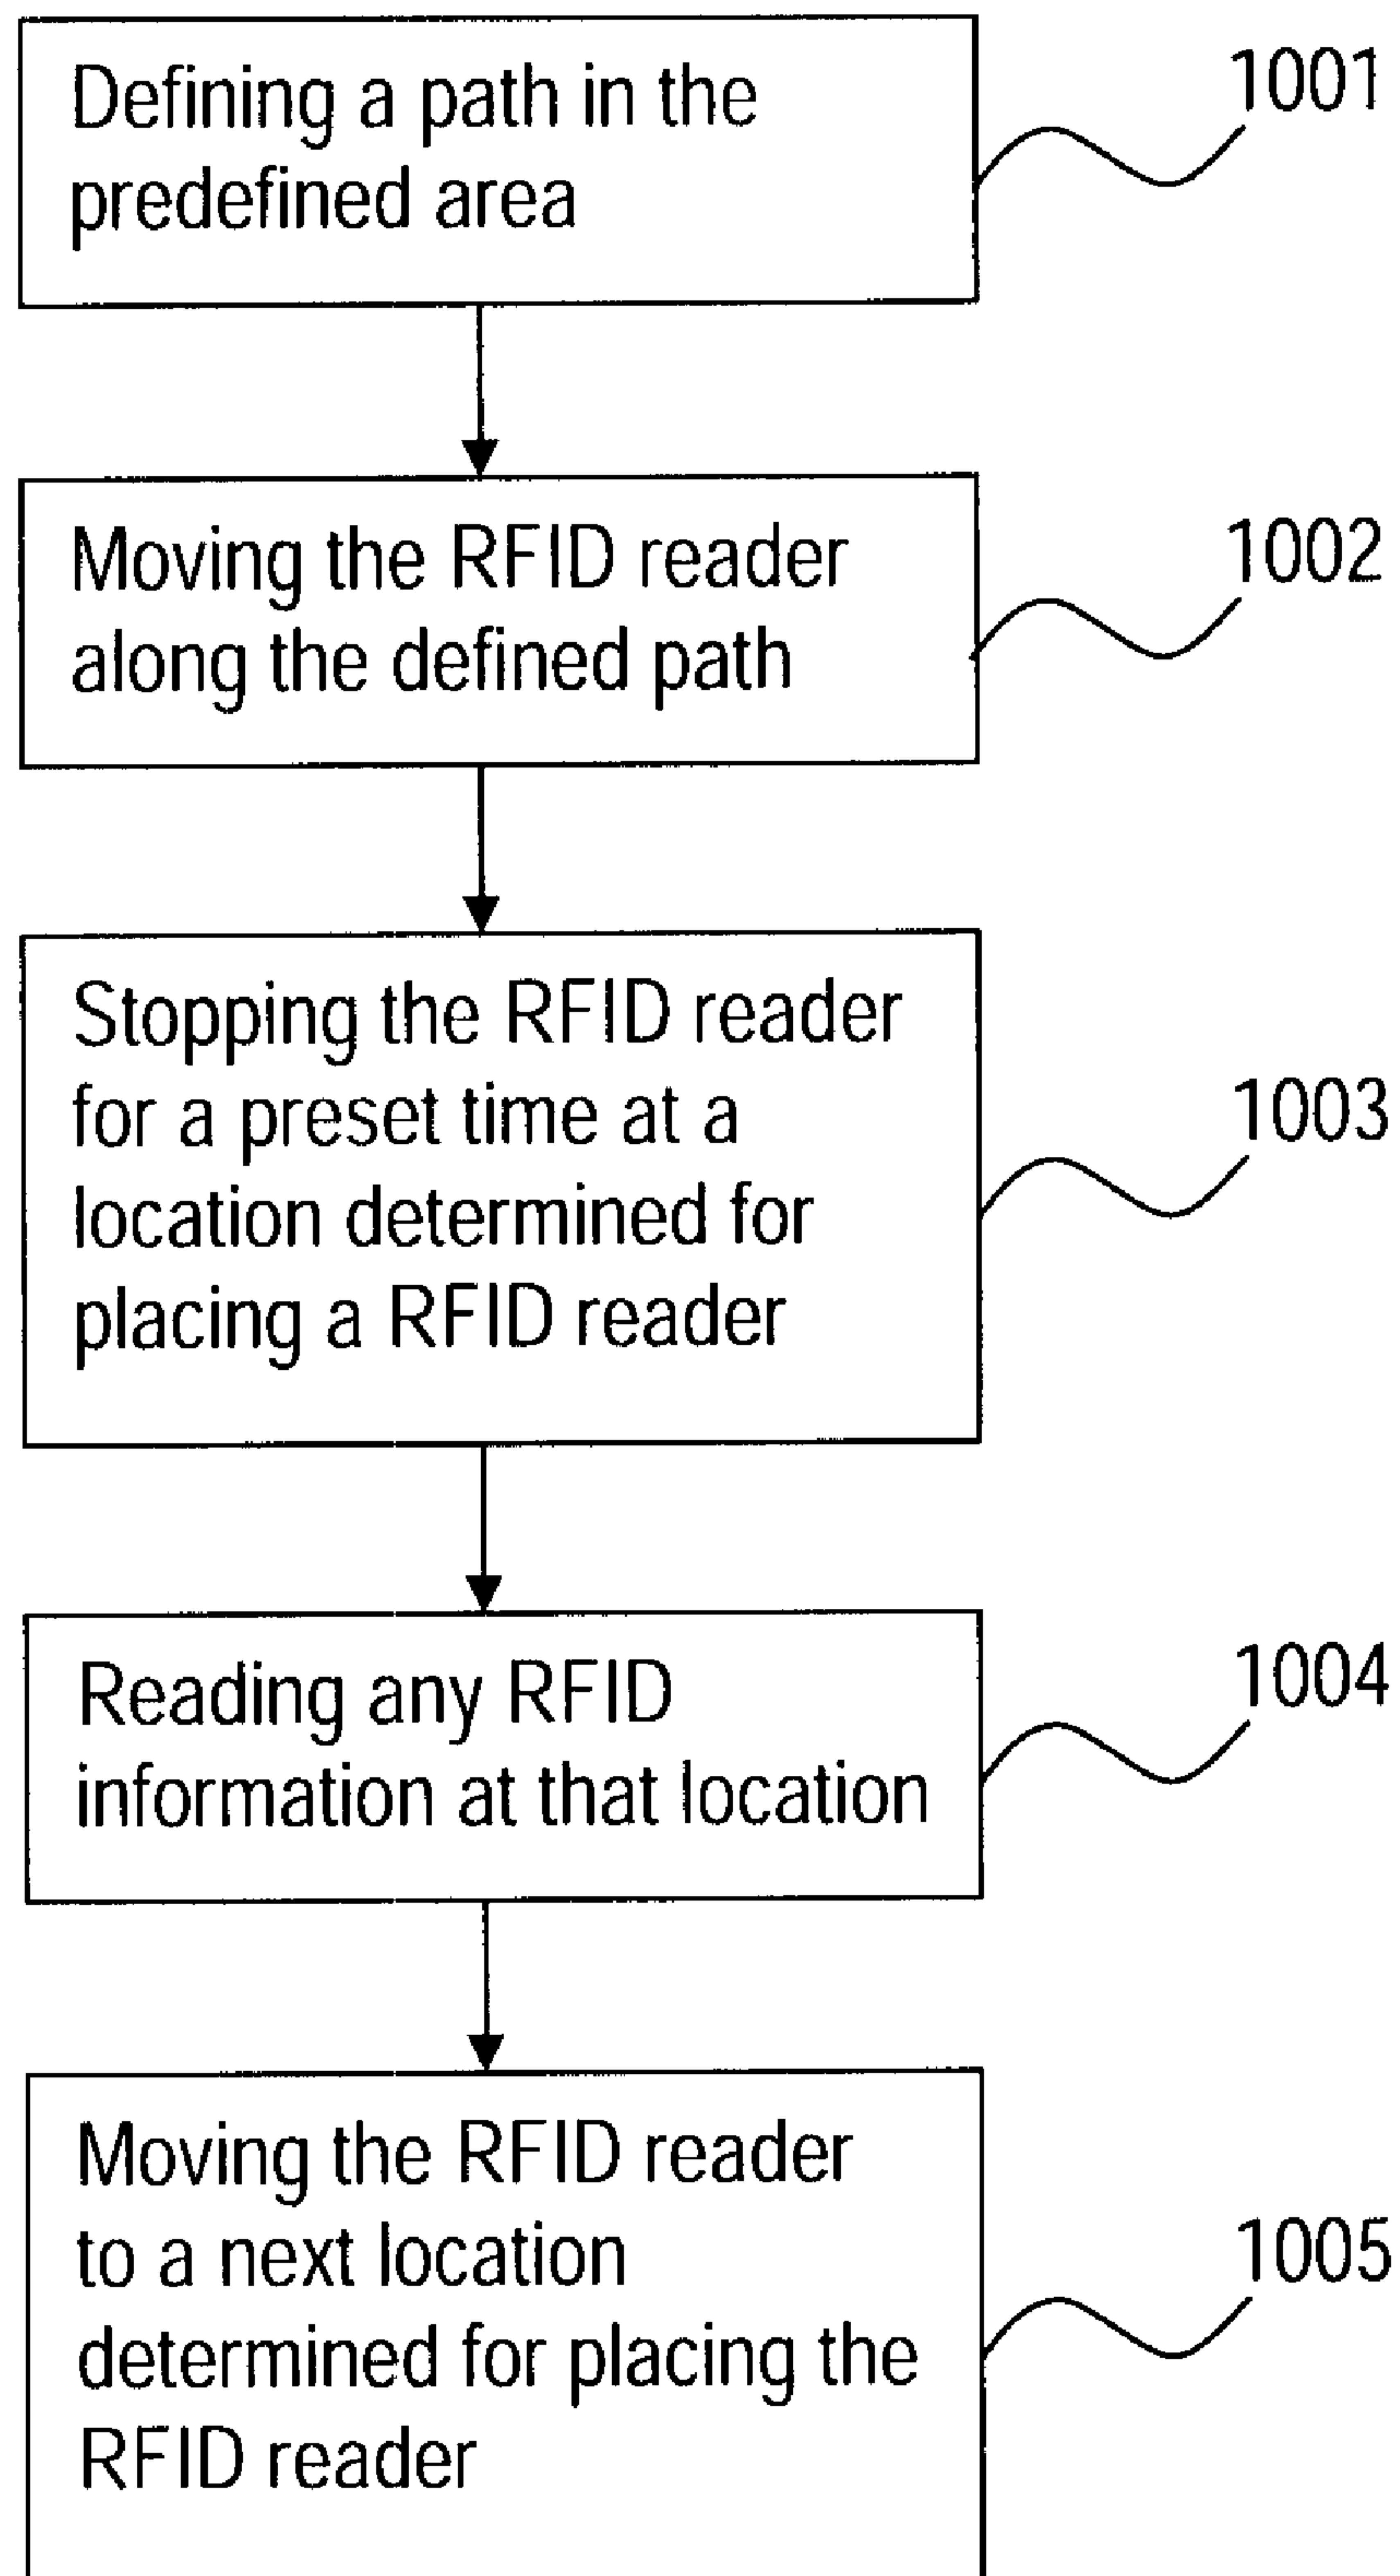 Defining a path in the
predefined area
1001
Moving the RFID reader
along the defined path
1002
Stopping the RFID reader
for a preset time at a
location determined for
placing a RFID reader
1003
Reading any RFID
information at that location
1004
Moving the RFID reader
to a next location
determined for placing the
RFID reader
1005